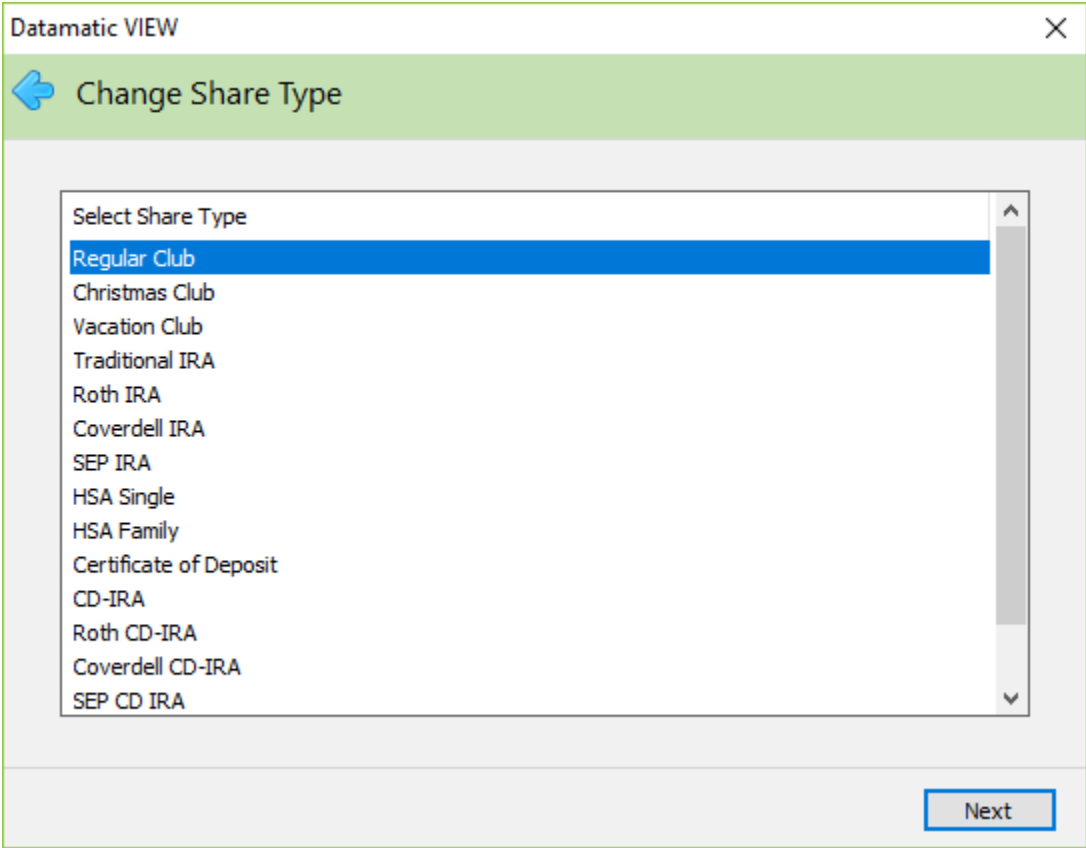 Datamatic VIEW
Change Share Type
Select Share Type
Regular Club
Christmas Club
Vacation Club
Traditional IRA
Roth IRA
Coverdell IRA
SEP IRA
HSA Single
HSA Family
Certificate of Deposit
CD-IRA
Roth CD-IRA
Coverdell CD-IRA
SEP CD IRA
Next